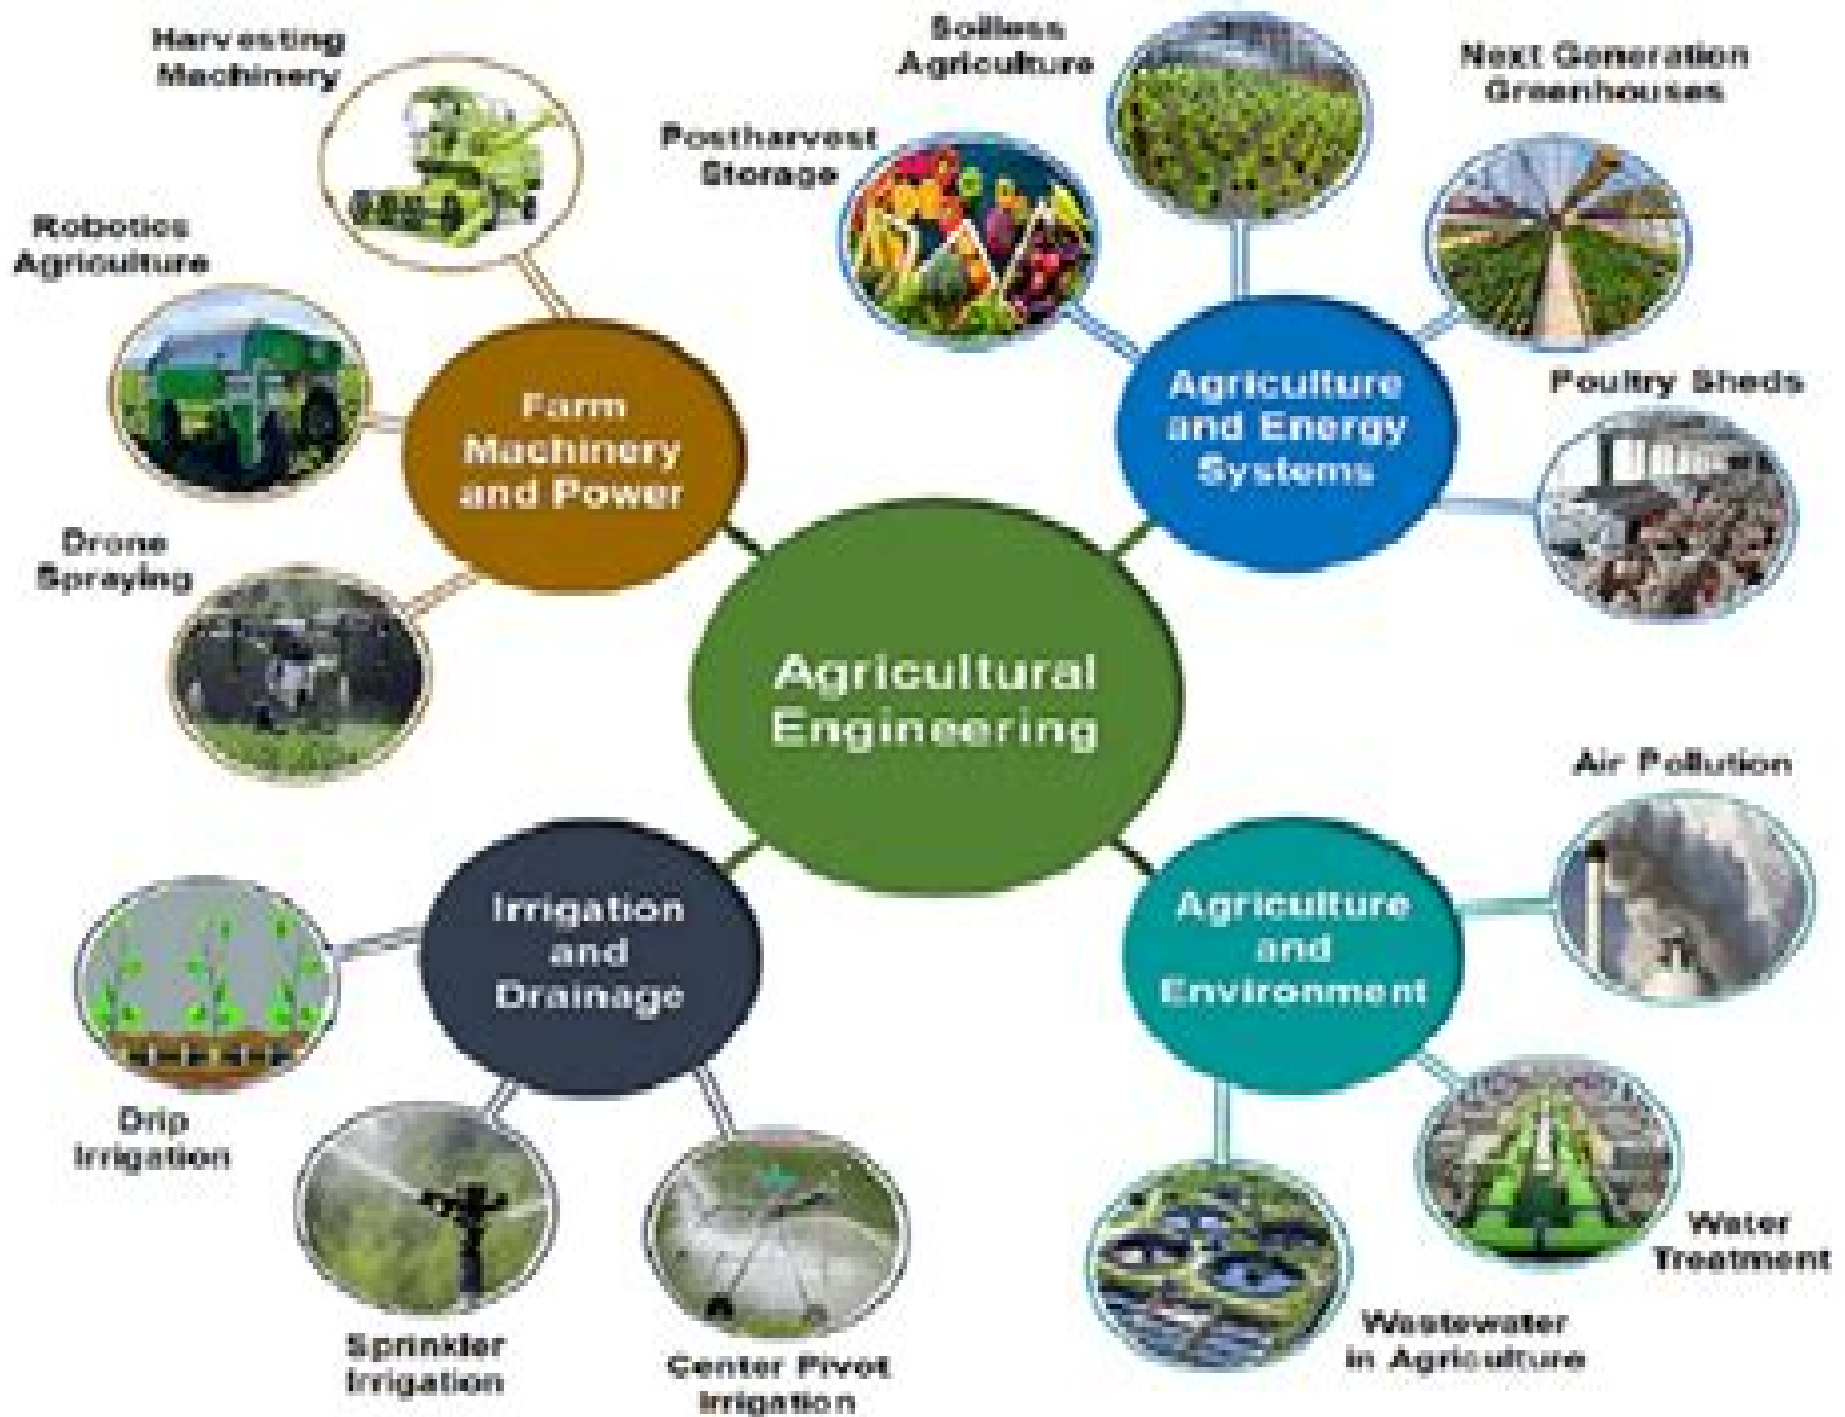 Harvesting
Machinery
Robotics
Agriculture
Drone
Spraying
Farm
Machinery
and Power
Soilless
Agriculture
Postharvest
Storage
Next Generation
Greenhouses
Poultry Sheds
Agriculture
and Energy
Systems
Agricultural
Engineering
Irrigation
and
Drainage
Drip
Irrigation
Sprinkler
Irrigation
Center Pivot
Irrigation
Agriculture
and
Environment
Air Pollution
Water
Treatment
Wastewater
in Agriculture